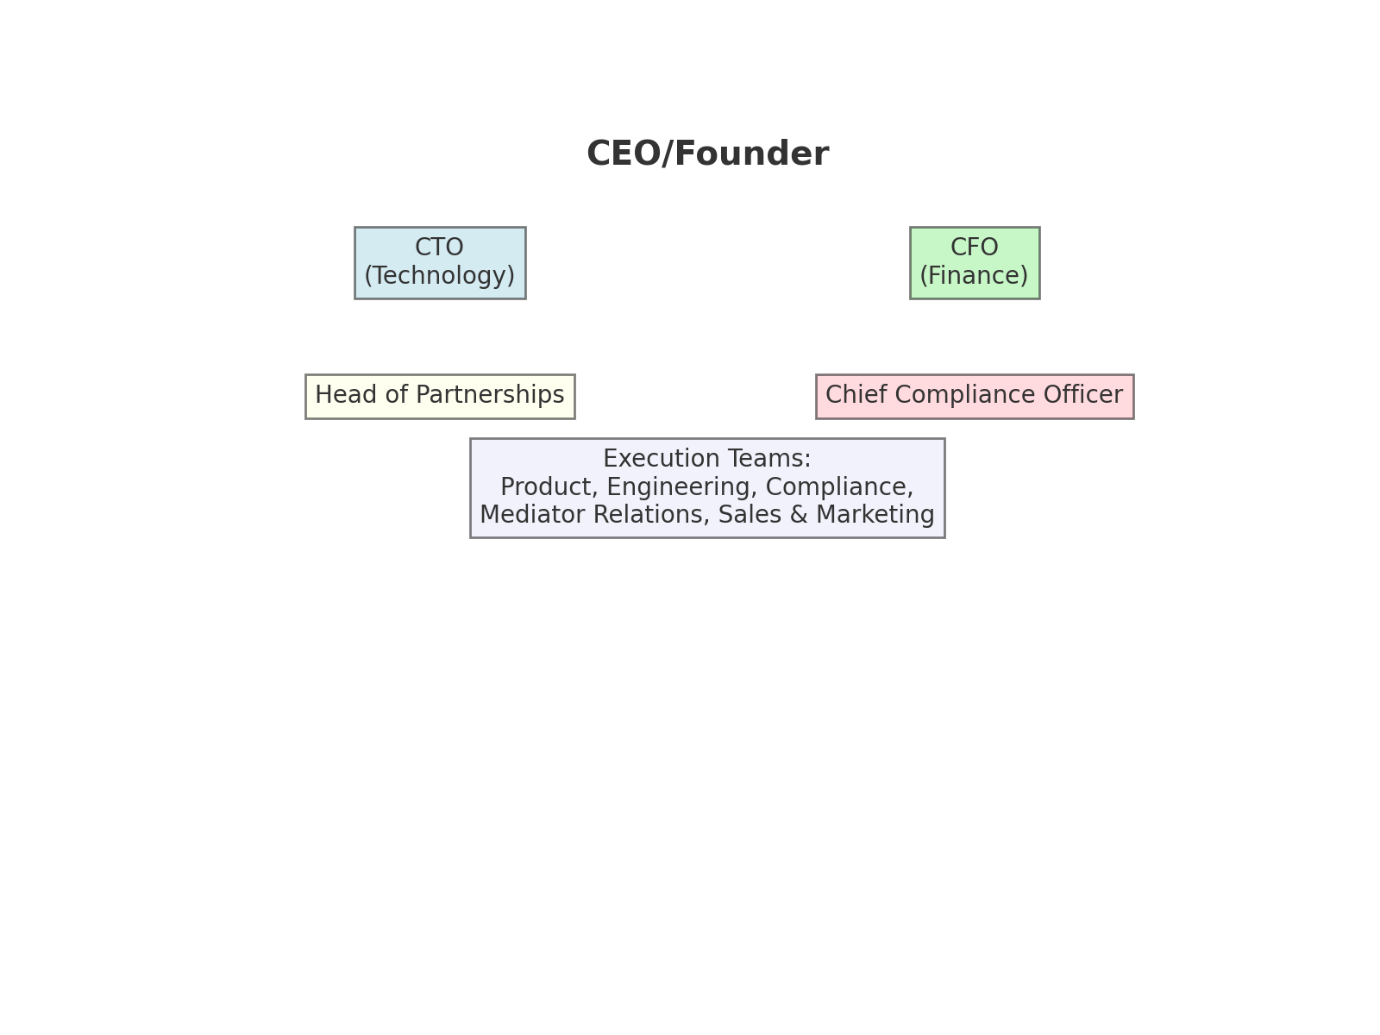 CEO/Founder
CTO
(Technology)
CFO
(Finance)
Head of Partnerships
Chief Compliance Officer
Execution Teams:
Product, Engineering, Compliance,
Mediator Relations, Sales & Marketing